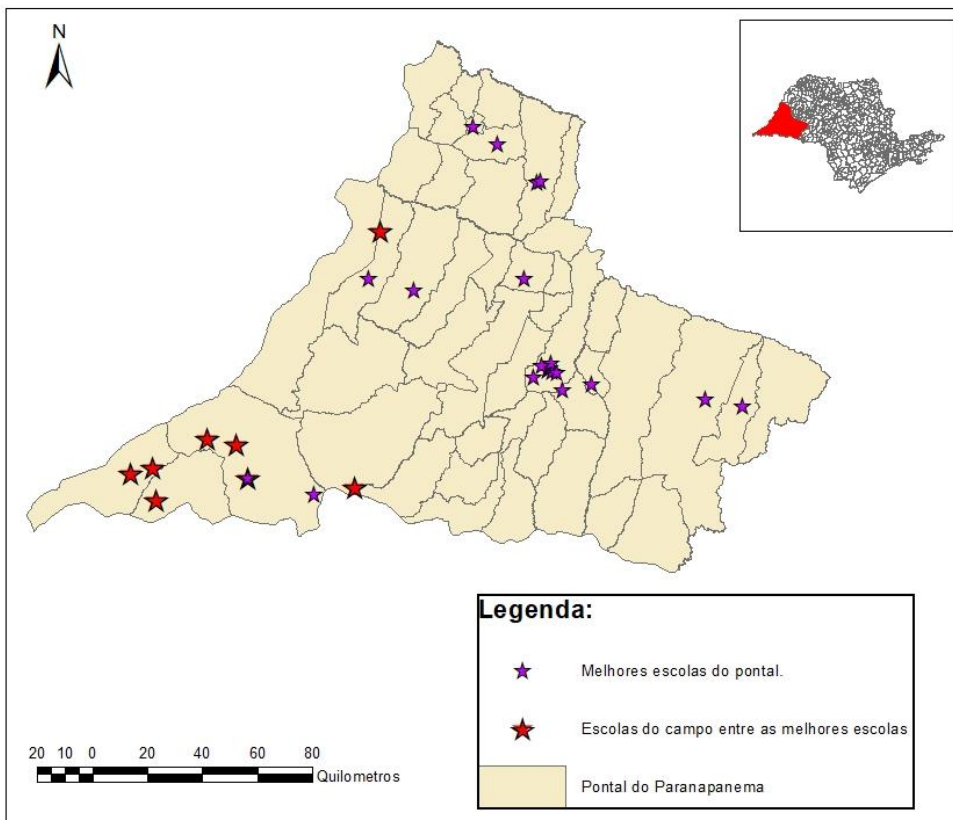 N
Legenda:
Melhores escolas do pontal.
Escolas do campo entre as melhores escolas
Pontal do Paranapanema
20 10 0 20 40 60 80
Quilometros